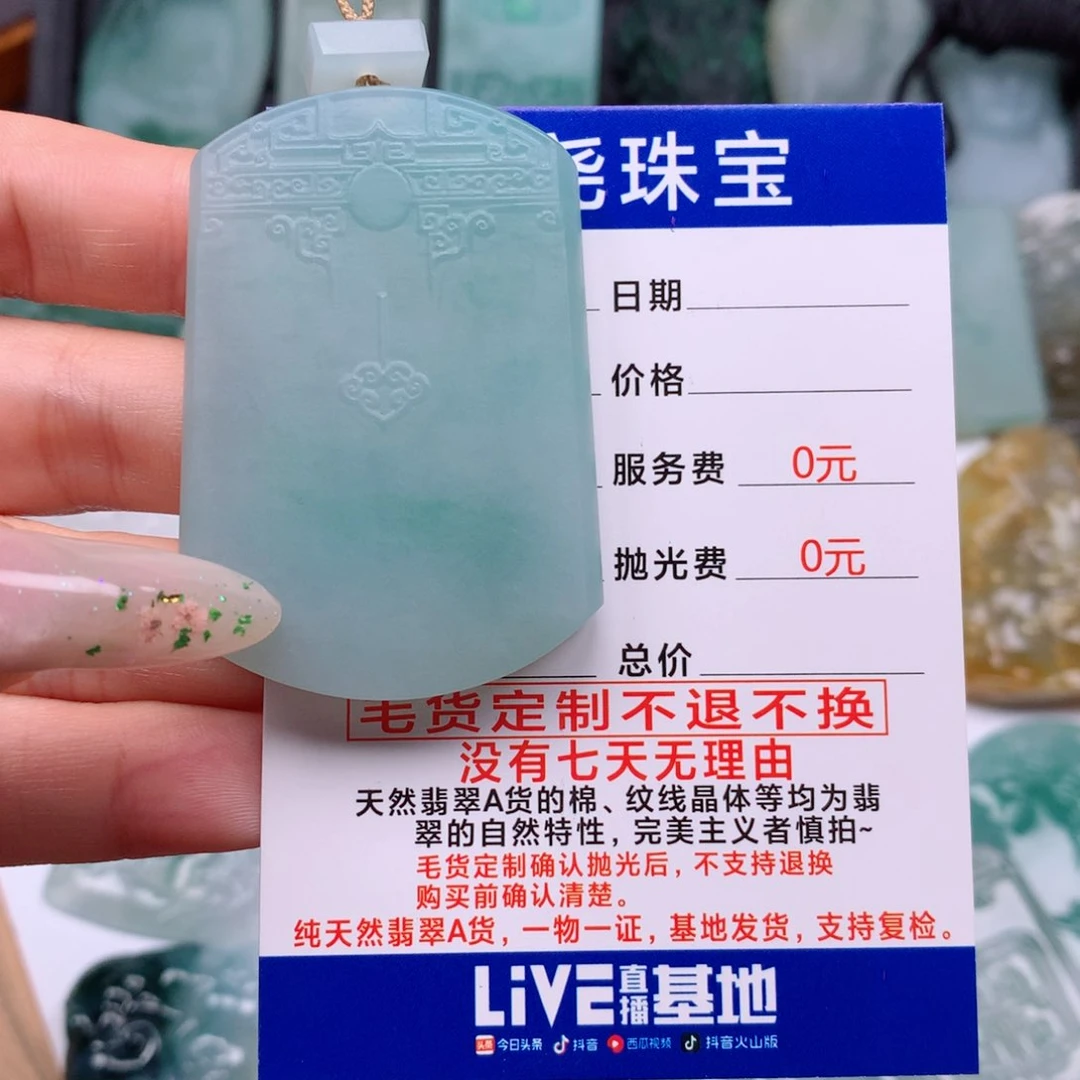 珠宝
日期
价格
服务费 0元
抛光费 0元
总价
毛货定制不退不换
没有七天无理由
天然翡翠A货的棉、纹线晶体等均为翡
翠的自然特性，完美主义者慎拍~
毛货定制确认抛光后，不支持退换
购买前确认清楚。
纯天然翡翠A货，一物一证，基地发货，支持复检。
LiVE直播基地
头条 今日头条 抖音 西瓜视频 抖音火山版